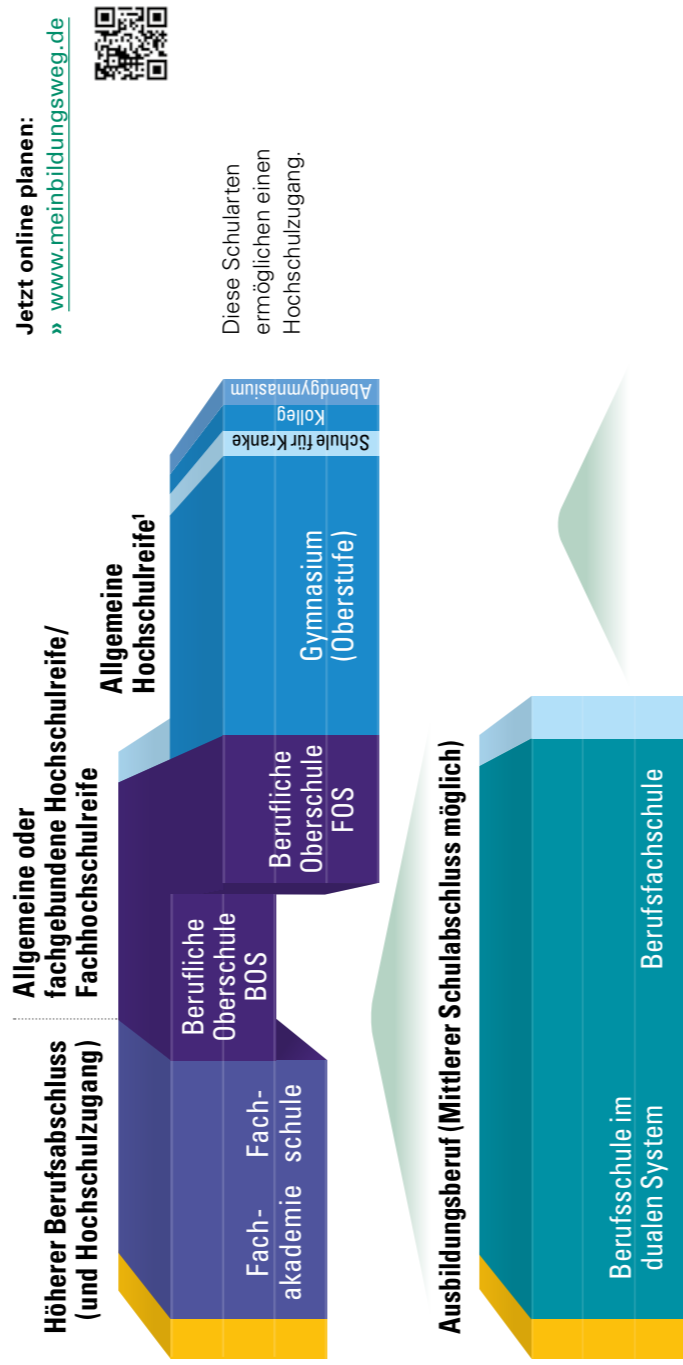 Jetzt online planen:
» www.meinbildungsweg.de
Diese Schularten
ermöglichen einen
Hochschulzugang.
Höherer Berufsabschluss
(und Hochschulzugang)
Allgemeine oder
fachgebundene Hochschulreife/
Fachhochschulreife
Allgemeine
Hochschulreife¹
Fach-
akademie
Fach-
schule
Berufliche
Oberschule
BOS
Berufliche
Oberschule
FOS
Gymnasium
(Oberstufe)
Schule für Kranke
Kolleg
Abendgymnasium
Ausbildungsberuf (Mittlerer Schulabschluss möglich)
Berufsschule im
dualen System
Berufsfachschule